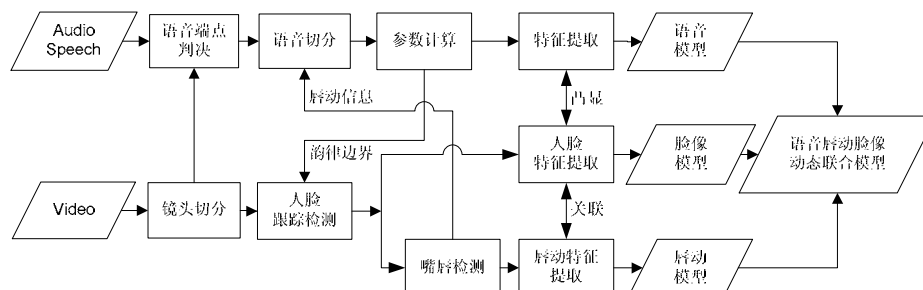 Audio
Speech
语音端点
判决
语音切分
参数计算
特征提取
语音
模型
唇动信息
凸显
韵律边界
人脸
特征提取
脸像
模型
语音唇动脸像
动态联合模型
Video
镜头切分
人脸
跟踪检测
关联
嘴唇检测
唇动特征
提取
唇动
模型